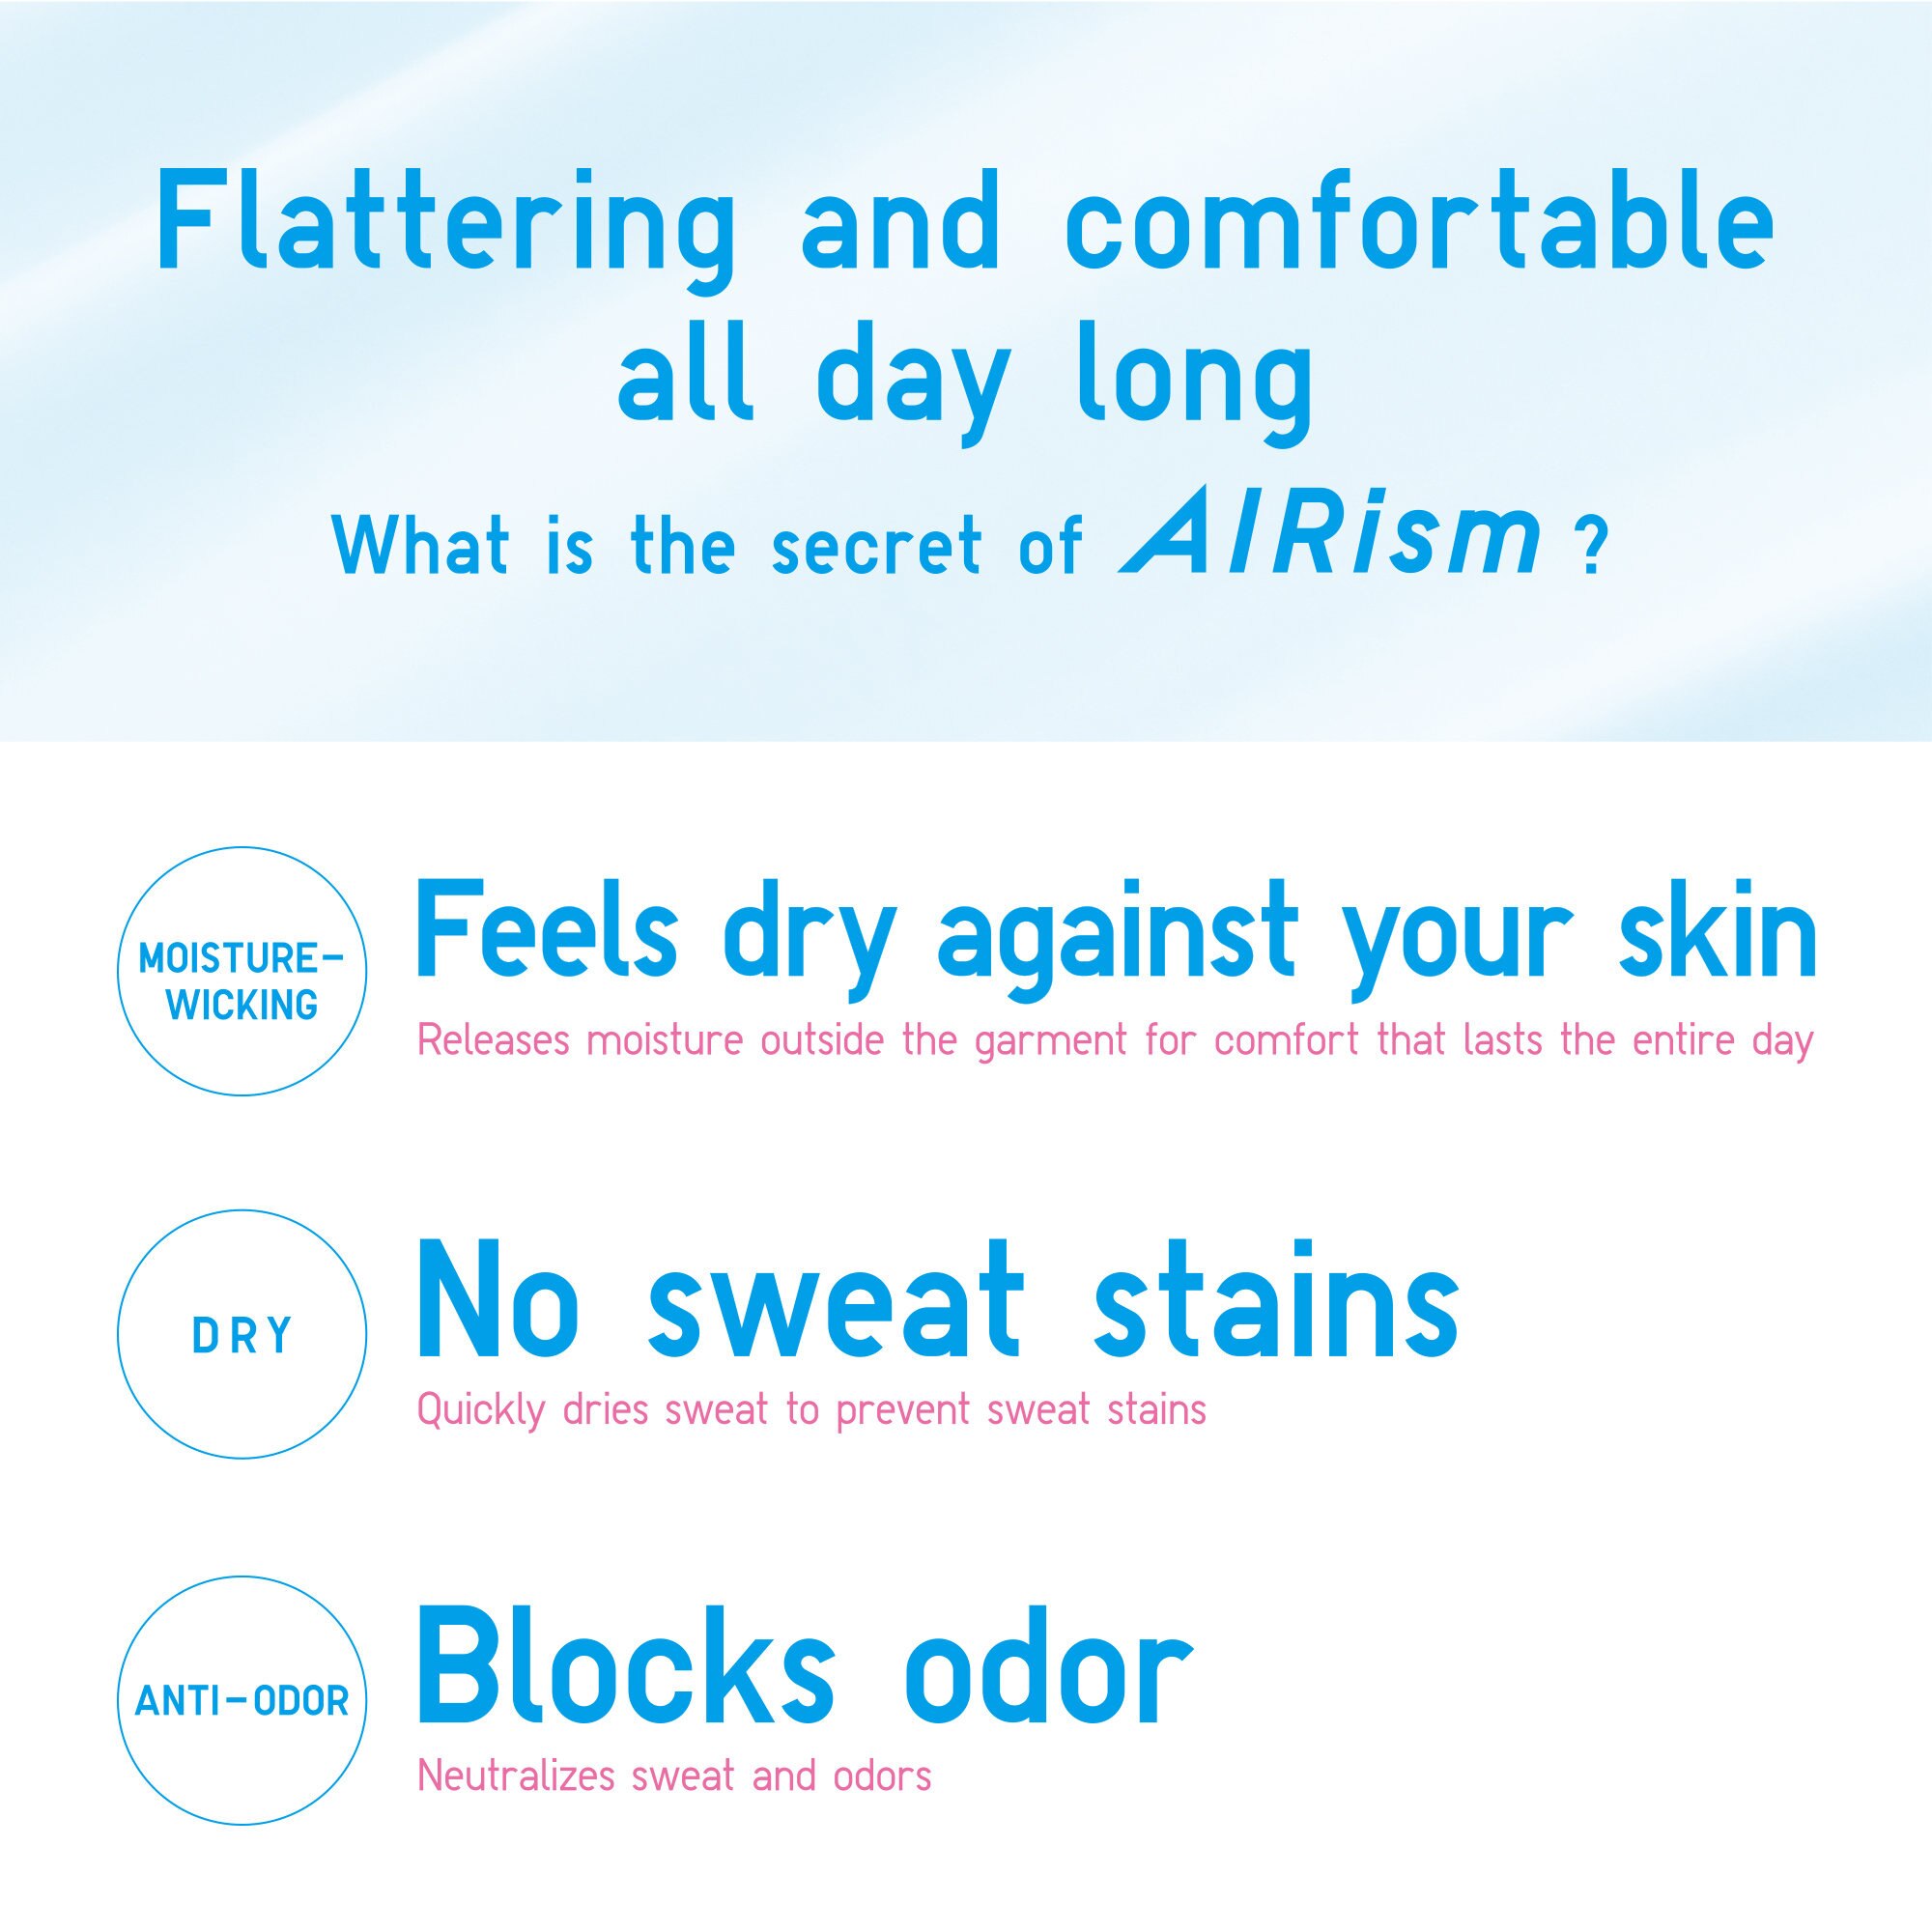 Flattering and comfortable
all day long
What is the secret of AIRism ?
MOISTURE-
WICKING
Feels dry against your skin
Releases moisture outside the garment for comfort that lasts the entire day
DRY
No sweat stains
Quickly dries sweat to prevent sweat stains
ANTI-ODOR
Blocks odor
Neutralizes sweat and odors